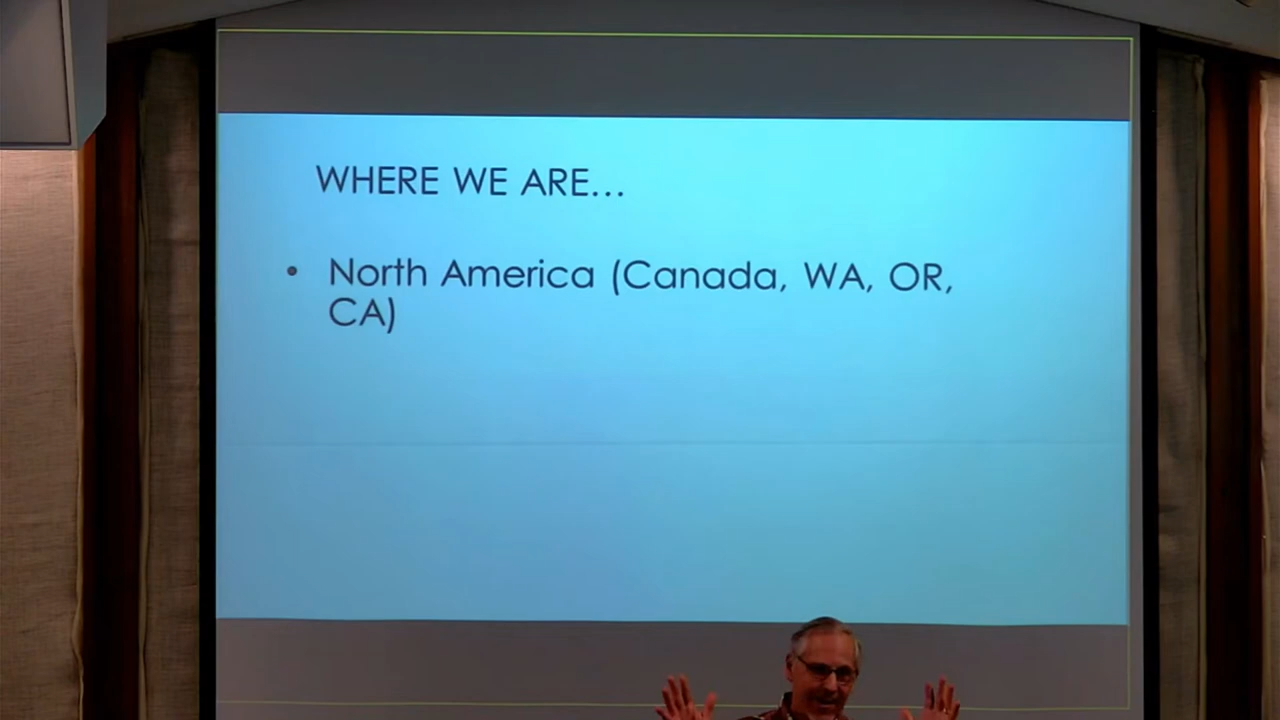 WHERE WE ARE…
• North America (Canada, WA, OR,
CA)